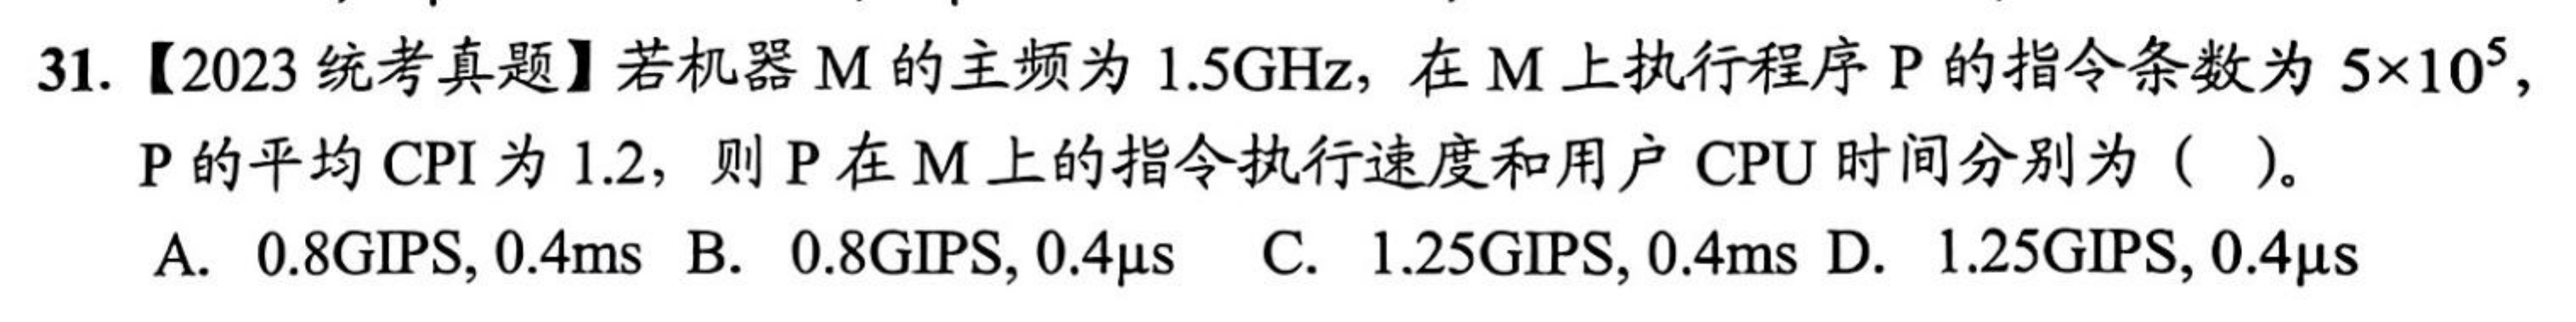 31.【2023 统考真题】若机器 M 的主频为 1.5GHz，在 M 上执行程序 P 的指令条数为 5×10⁵，
P 的平均 CPI 为 1.2，则 P 在 M 上的指令执行速度和用户 CPU 时间分别为（ ）。
A. 0.8GIPS, 0.4ms B. 0.8GIPS, 0.4μs C. 1.25GIPS, 0.4ms D. 1.25GIPS, 0.4μs